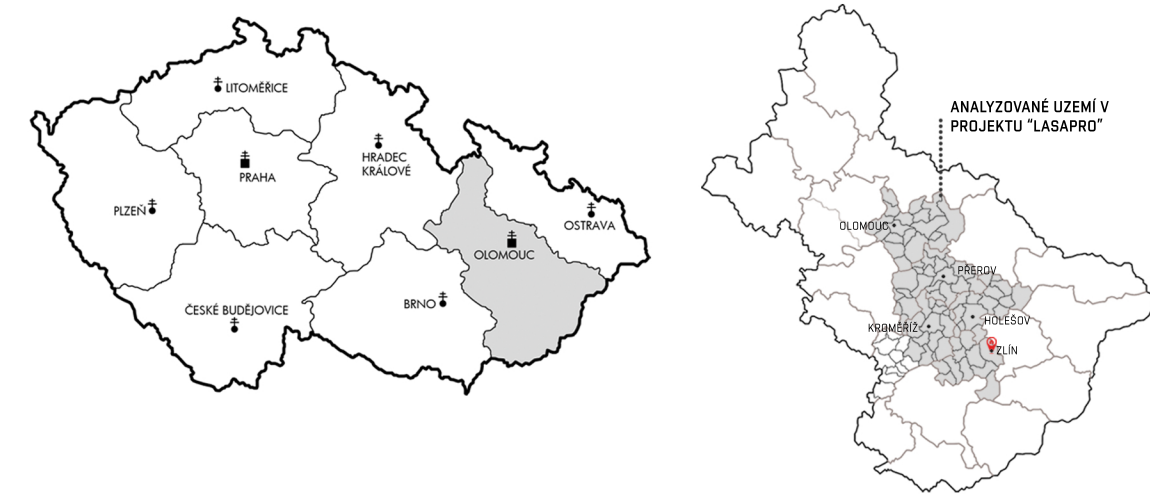 LITOMĚŘICE
PRAHA
HRADEC
KRÁLOVÉ
PLZEŇ
OSTRAVA
OLOMOUC
BRNO
ČESKÉ BUDĚJOVICE
ANALYZOVANÉ UZEMÍ V
PROJEKTU “LASAPRO”
OLOMOUC
PŘEROV
HOLEŠOV
KROMĚŘÍŽ
ZLÍN